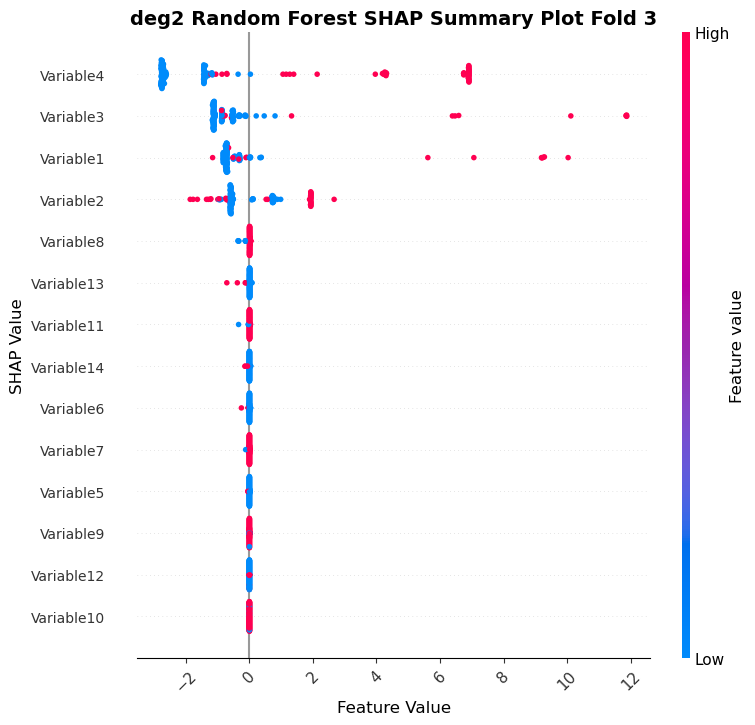 deg2 Random Forest SHAP Summary Plot Fold 3
High
Variable4
Variable3
Variable1
Variable2
Variable8
Variable13
Variable11
Variable14
Variable6
Variable7
Variable5
Variable9
Variable12
Variable10
SHAP Value
Feature value
Low
−2 0 2 4 6 8 10 12
Feature Value